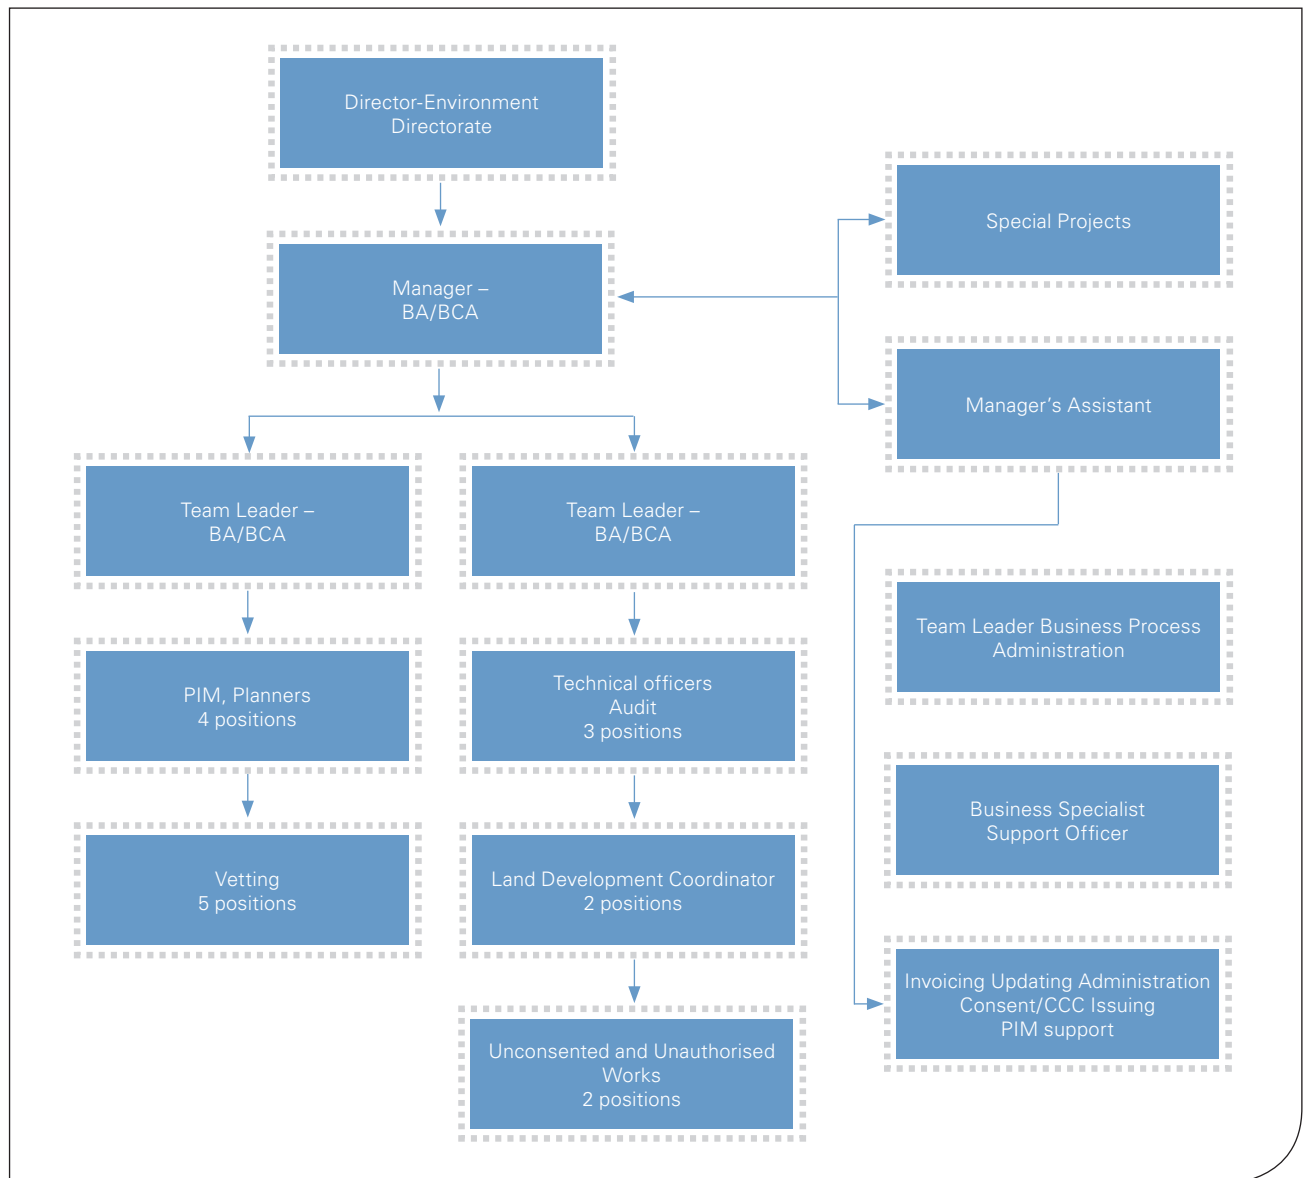 Director-Environment
Directorate
Special Projects
Manager –
BA/BCA
Manager's Assistant
Team Leader –
BA/BCA
Team Leader –
BA/BCA
Team Leader Business Process
Administration
PIM, Planners
4 positions
Technical officers
Audit
3 positions
Business Specialist
Support Officer
Vetting
5 positions
Land Development Coordinator
2 positions
Invoicing Updating Administration
Consent/CCC Issuing
PIM support
Unconsented and Unauthorised
Works
2 positions